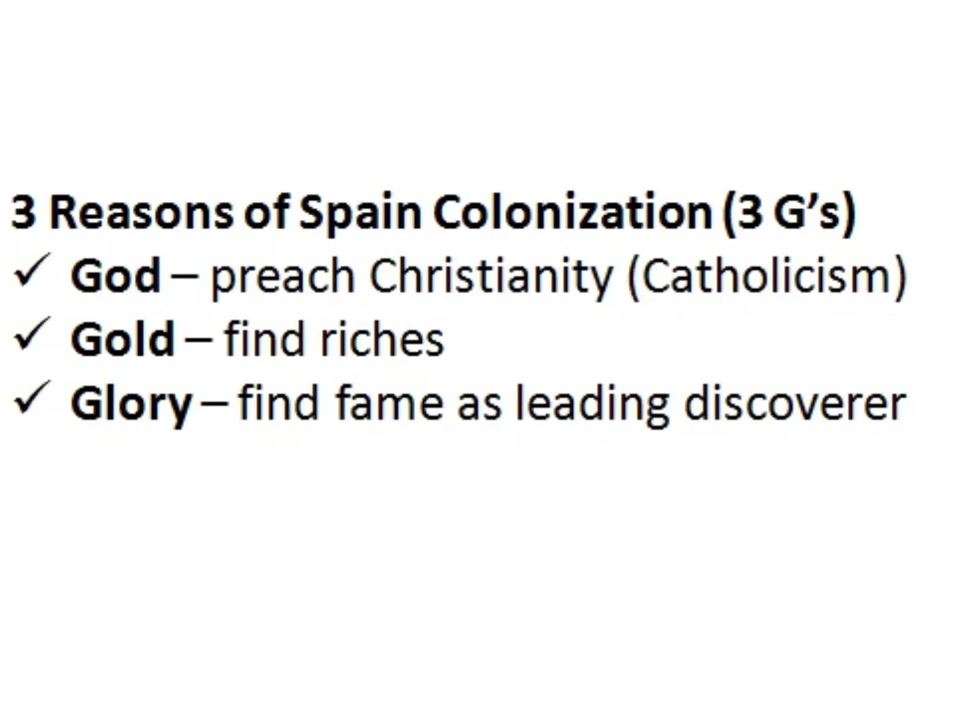 3 Reasons of Spain Colonization (3 G’s)
✓ God – preach Christianity (Catholicism)
✓ Gold – find riches
✓ Glory – find fame as leading discoverer